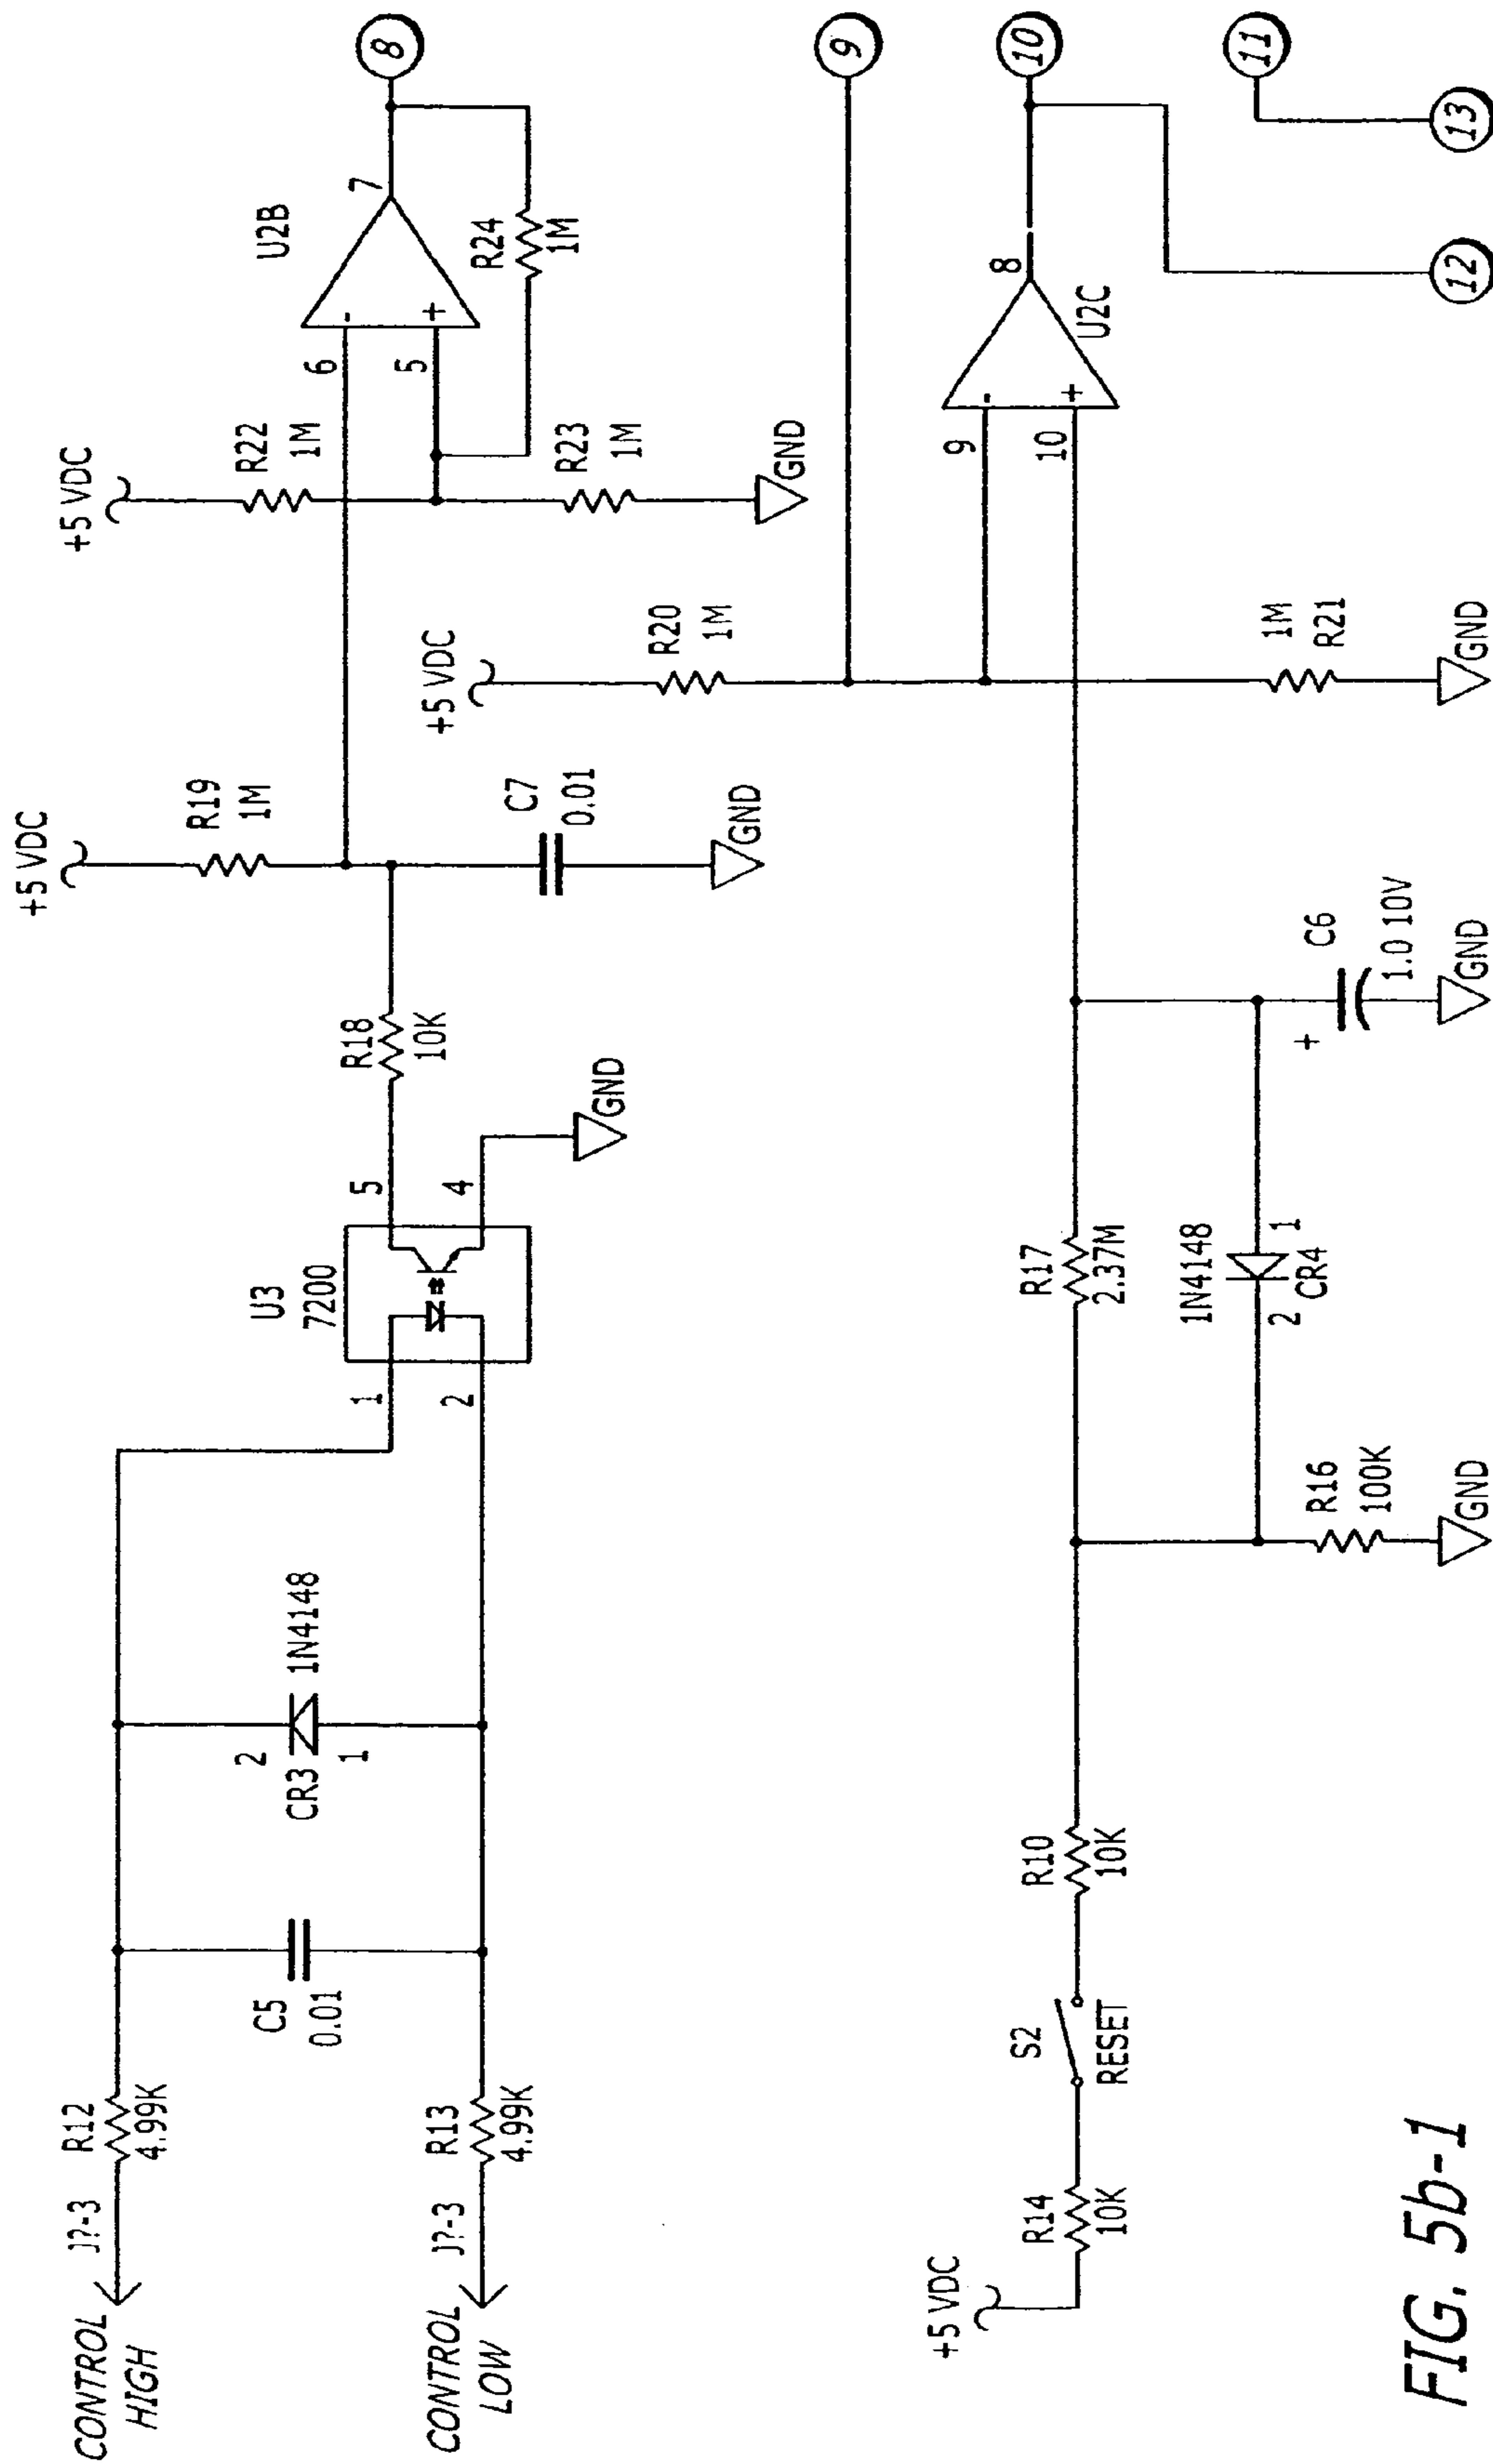 CONTROL
HIGH
J?-3
R12
4.99K
C5
0.01
CR3
1N4148
2
1
CONTROL
LOW
J?-3
R13
4.99K
U3
7200
1
2
5
4
GND
R18
10K
+5 VDC
R19
1M
C7
0.01
GND
+5 VDC
R22
1M
R23
1M
GND
6
5
-
+
U2B
7
R24
1M
8
+5 VDC
R20
1M
9
1M
R21
GND
9
10
-
+
U2C
8
10
11
12
13
+5 VDC
R14
10K
S2
RESET
R10
10K
R16
100K
GND
R17
2.37M
1N4148
2
1
CR4
+
C6
1.0 10V
GND
FIG. 5b-1